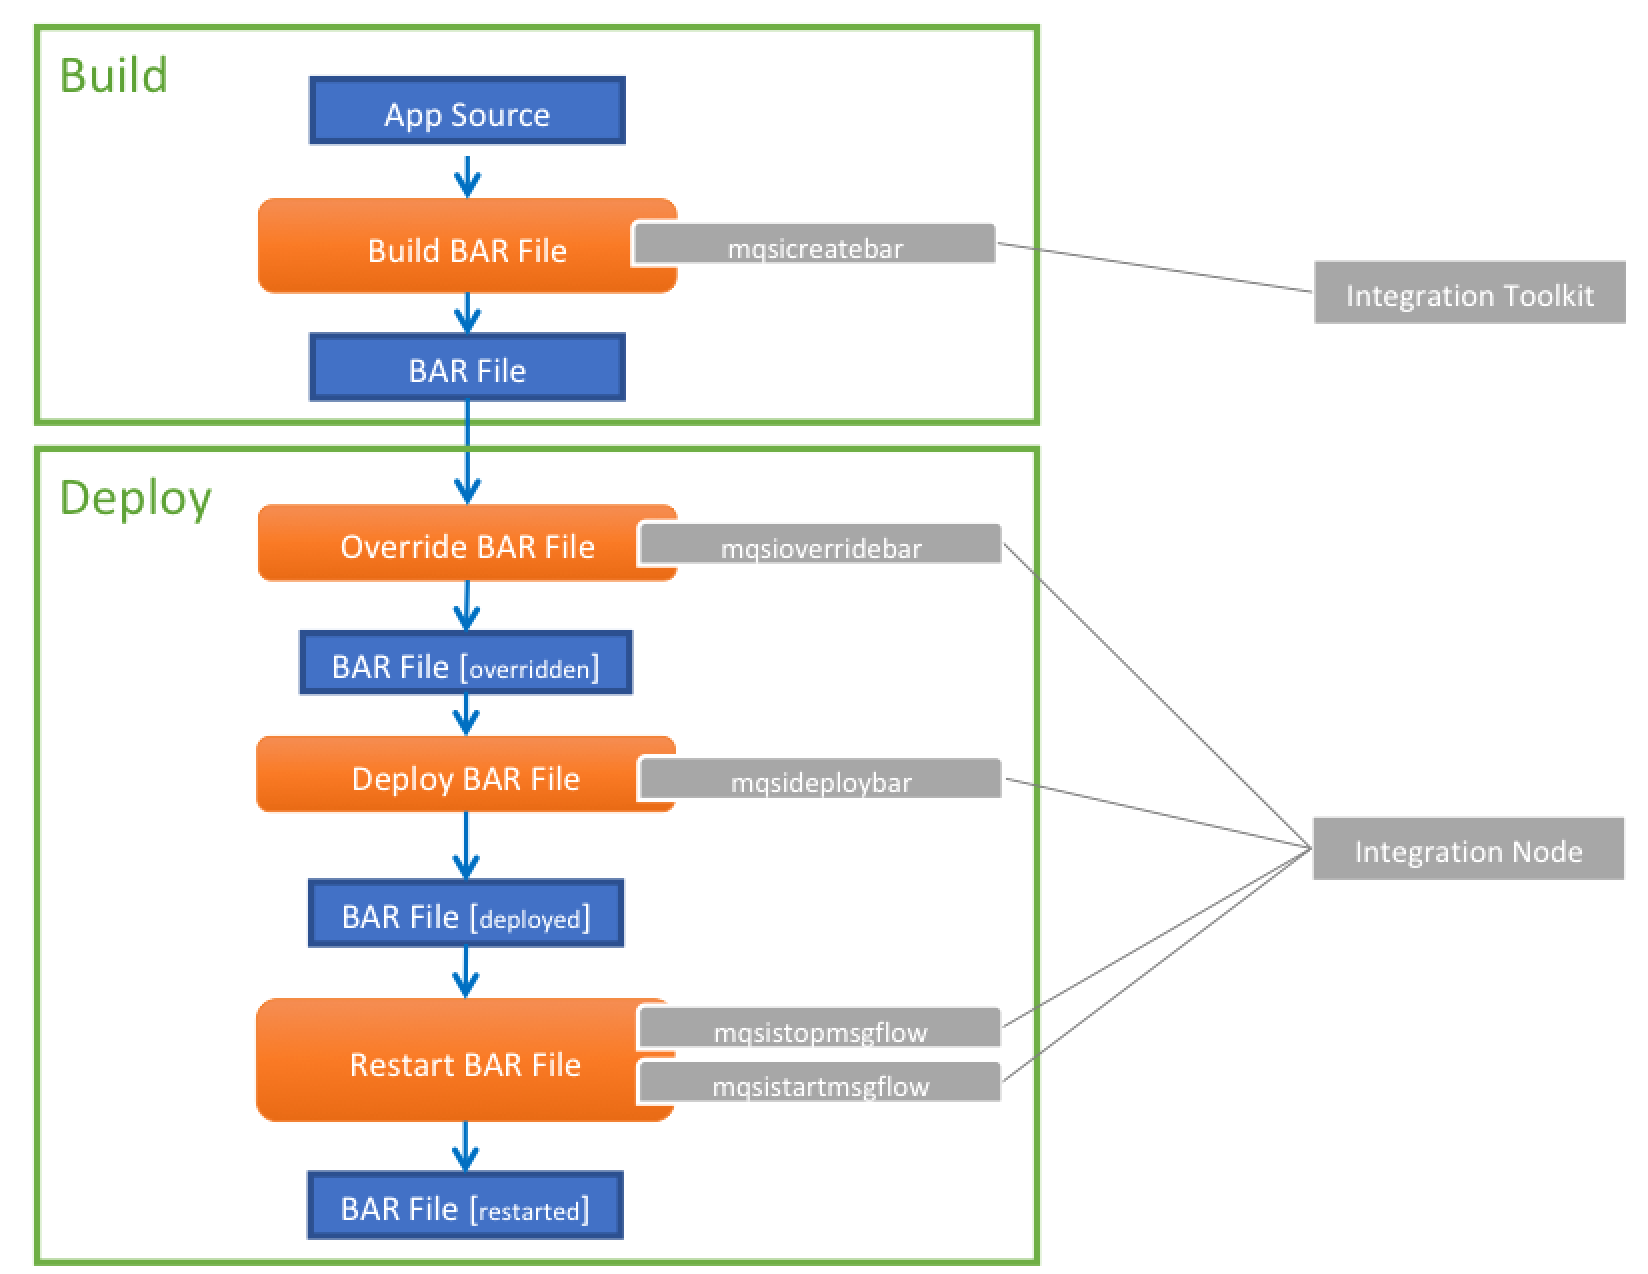 Build
App Source
Build BAR File
mqsicreatebar
Integration Toolkit
BAR File
Deploy
Override BAR File
mqsioverridebar
BAR File [overridden]
Deploy BAR File
mqsideploybar
Integration Node
BAR File [deployed]
Restart BAR File
mqsistopmsgflow
mqsistartmsgflow
BAR File [restarted]